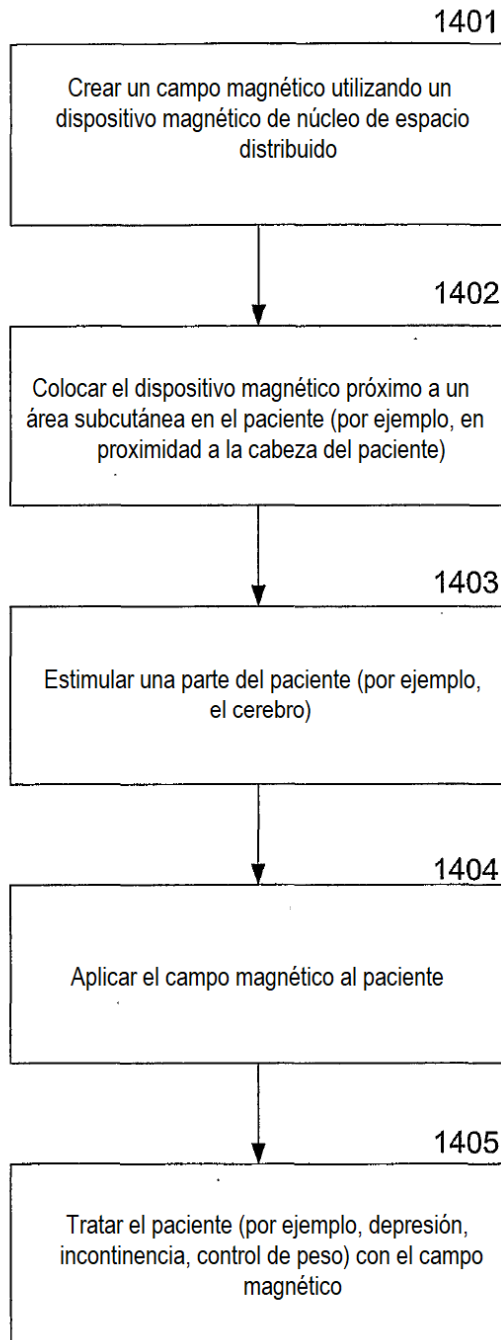 1401
Crear un campo magnético utilizando un
dispositivo magnético de núcleo de espacio
distribuido
1402
Colocar el dispositivo magnético próximo a un
área subcutánea en el paciente (por ejemplo, en
proximidad a la cabeza del paciente)
1403
Estimular una parte del paciente (por ejemplo,
el cerebro)
1404
Aplicar el campo magnético al paciente
1405
Tratar el paciente (por ejemplo, depresión,
incontinencia, control de peso) con el campo
magnético